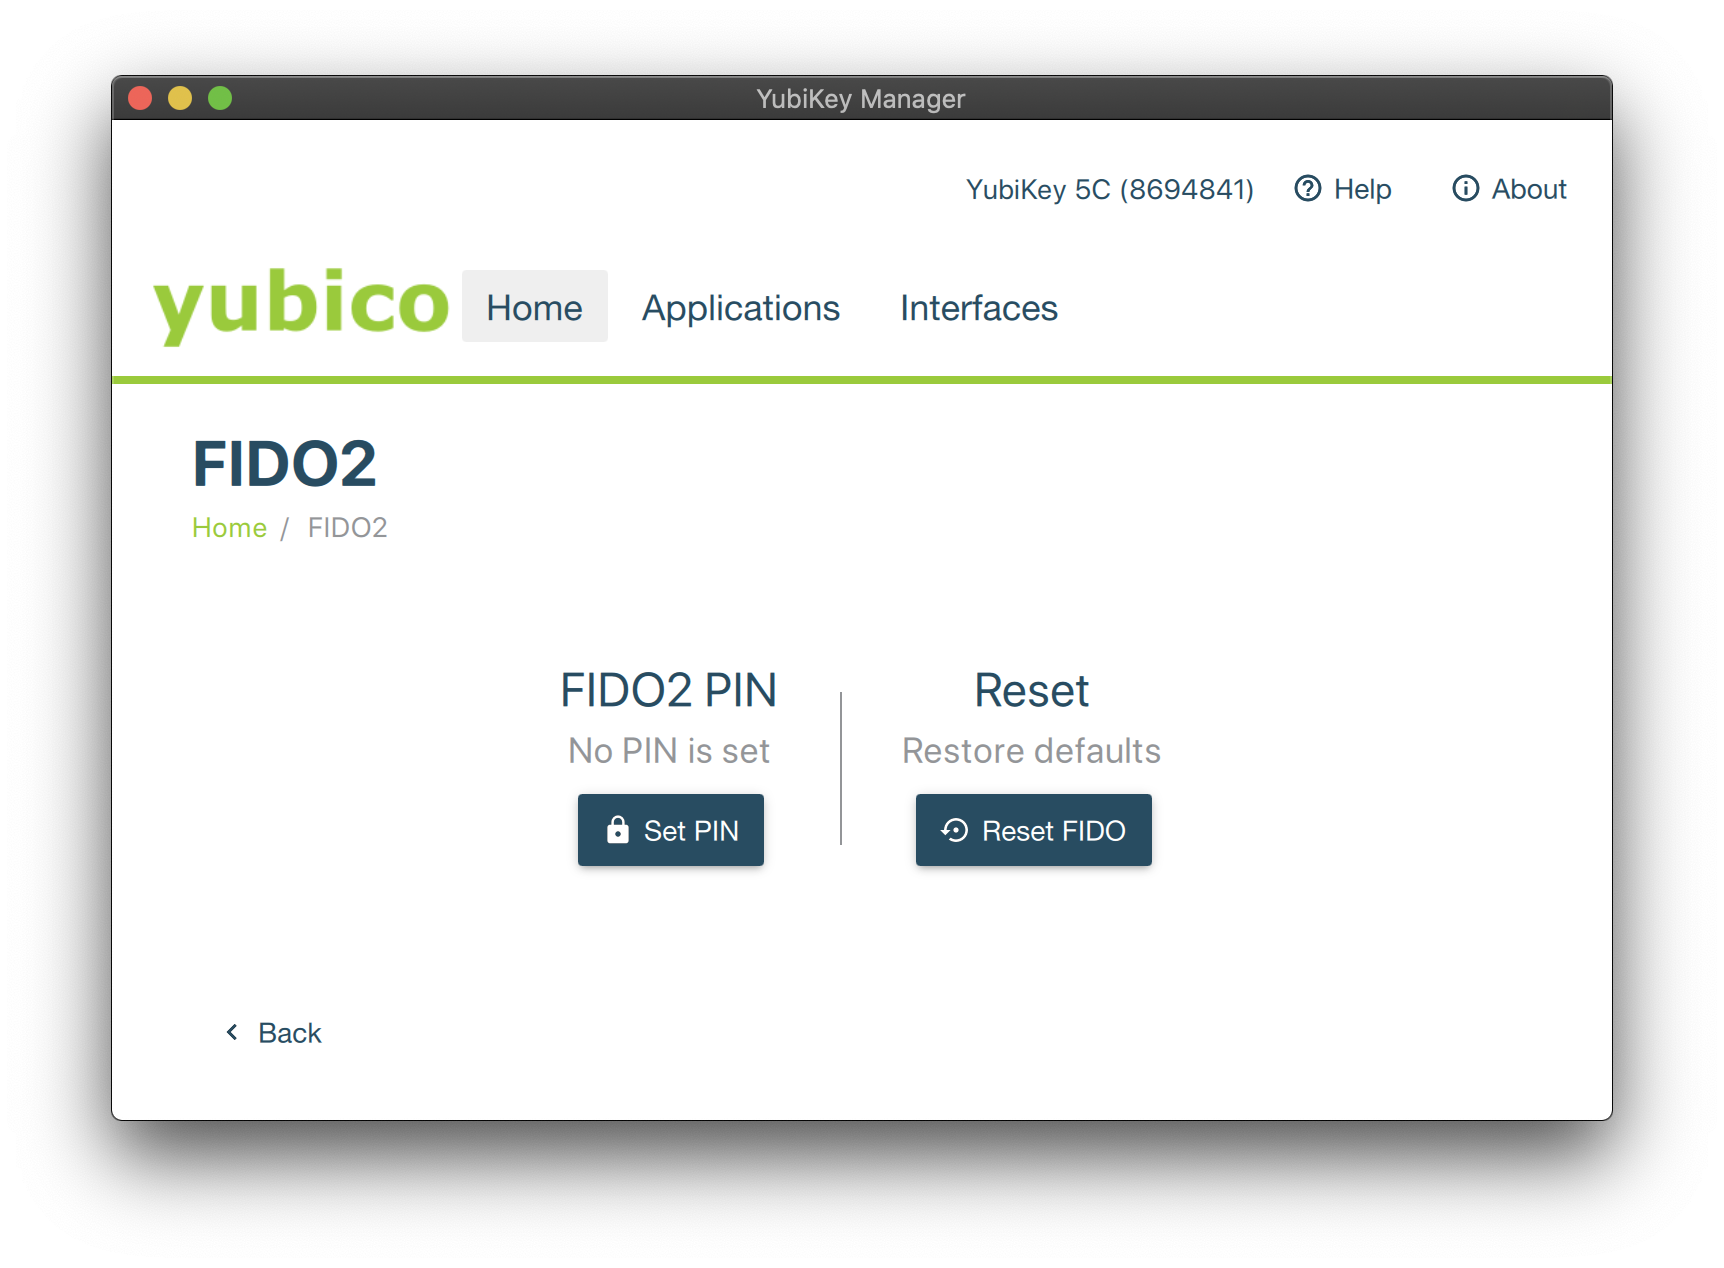 YubiKey Manager
YubiKey 5C (8694841) Help About
yubico Home Applications Interfaces
FIDO2
Home / FIDO2
FIDO2 PIN
No PIN is set
Set PIN
Reset
Restore defaults
Reset FIDO
Back